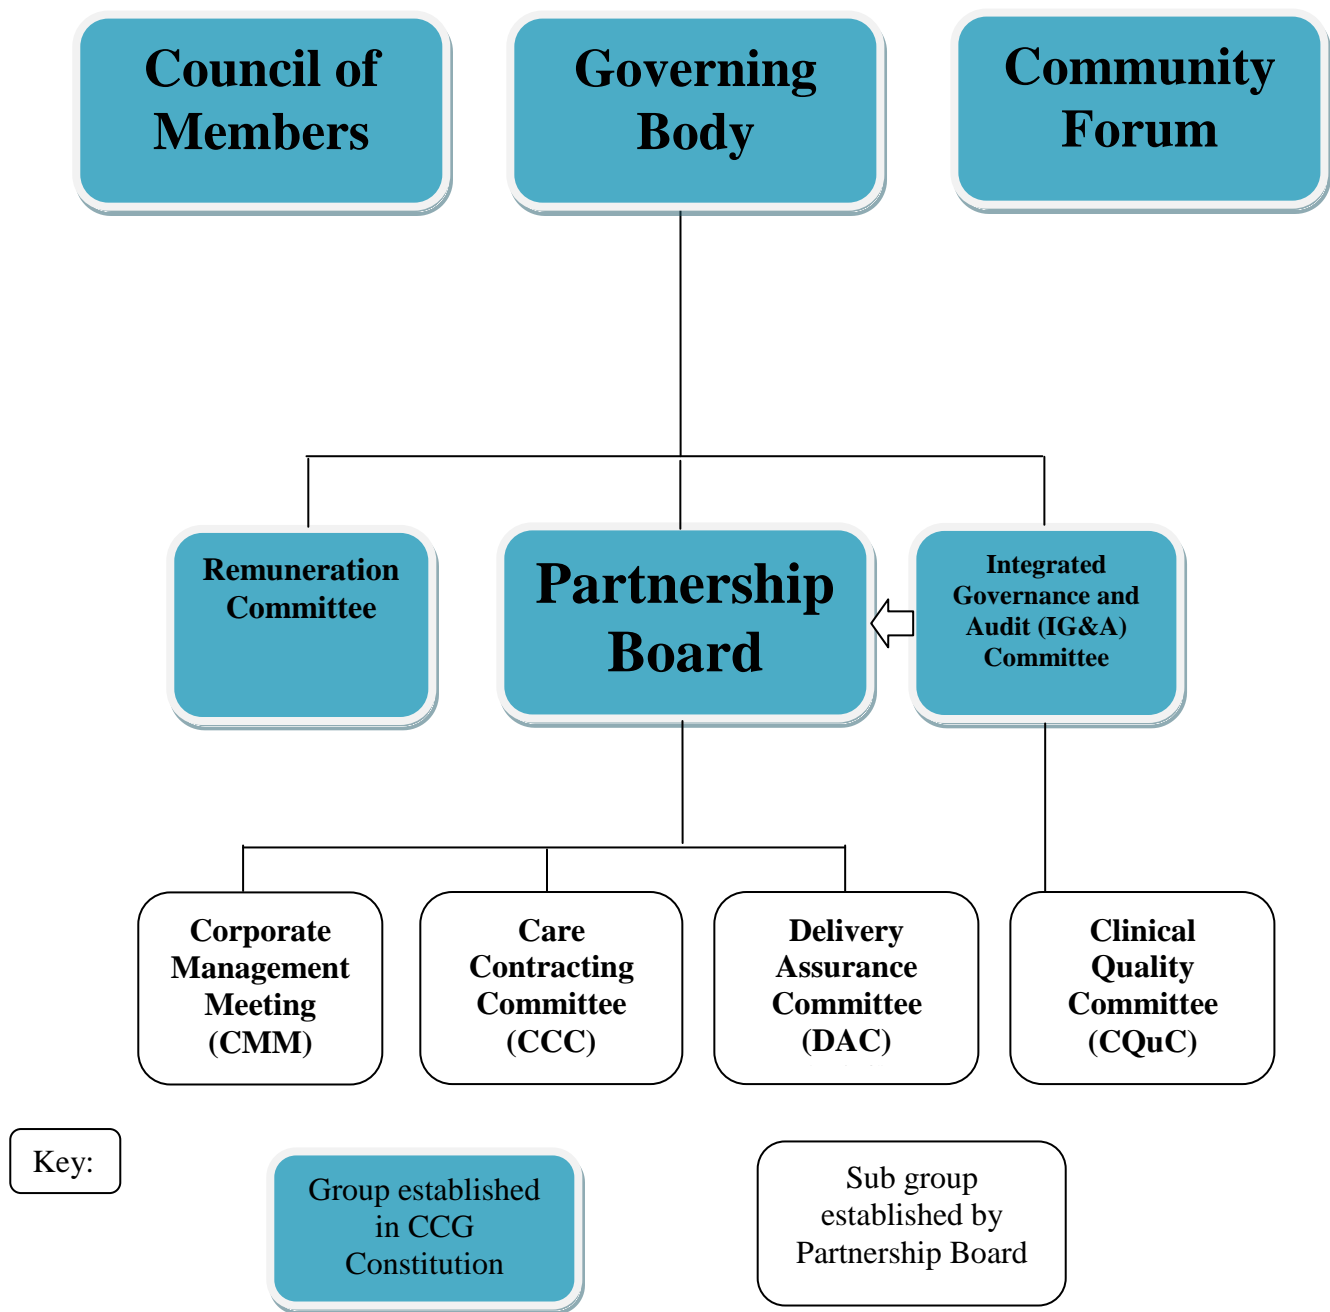 Council of
Members
Governing
Body
Community
Forum
Remuneration
Committee
Partnership
Board
Integrated
Governance and
Audit (IG&A)
Committee
Corporate
Management
Meeting
(CMM)
Care
Contracting
Committee
(CCC)
Delivery
Assurance
Committee
(DAC)
Clinical
Quality
Committee
(CQuC)
Key:
Group established
in CCG
Constitution
Sub group
established by
Partnership Board